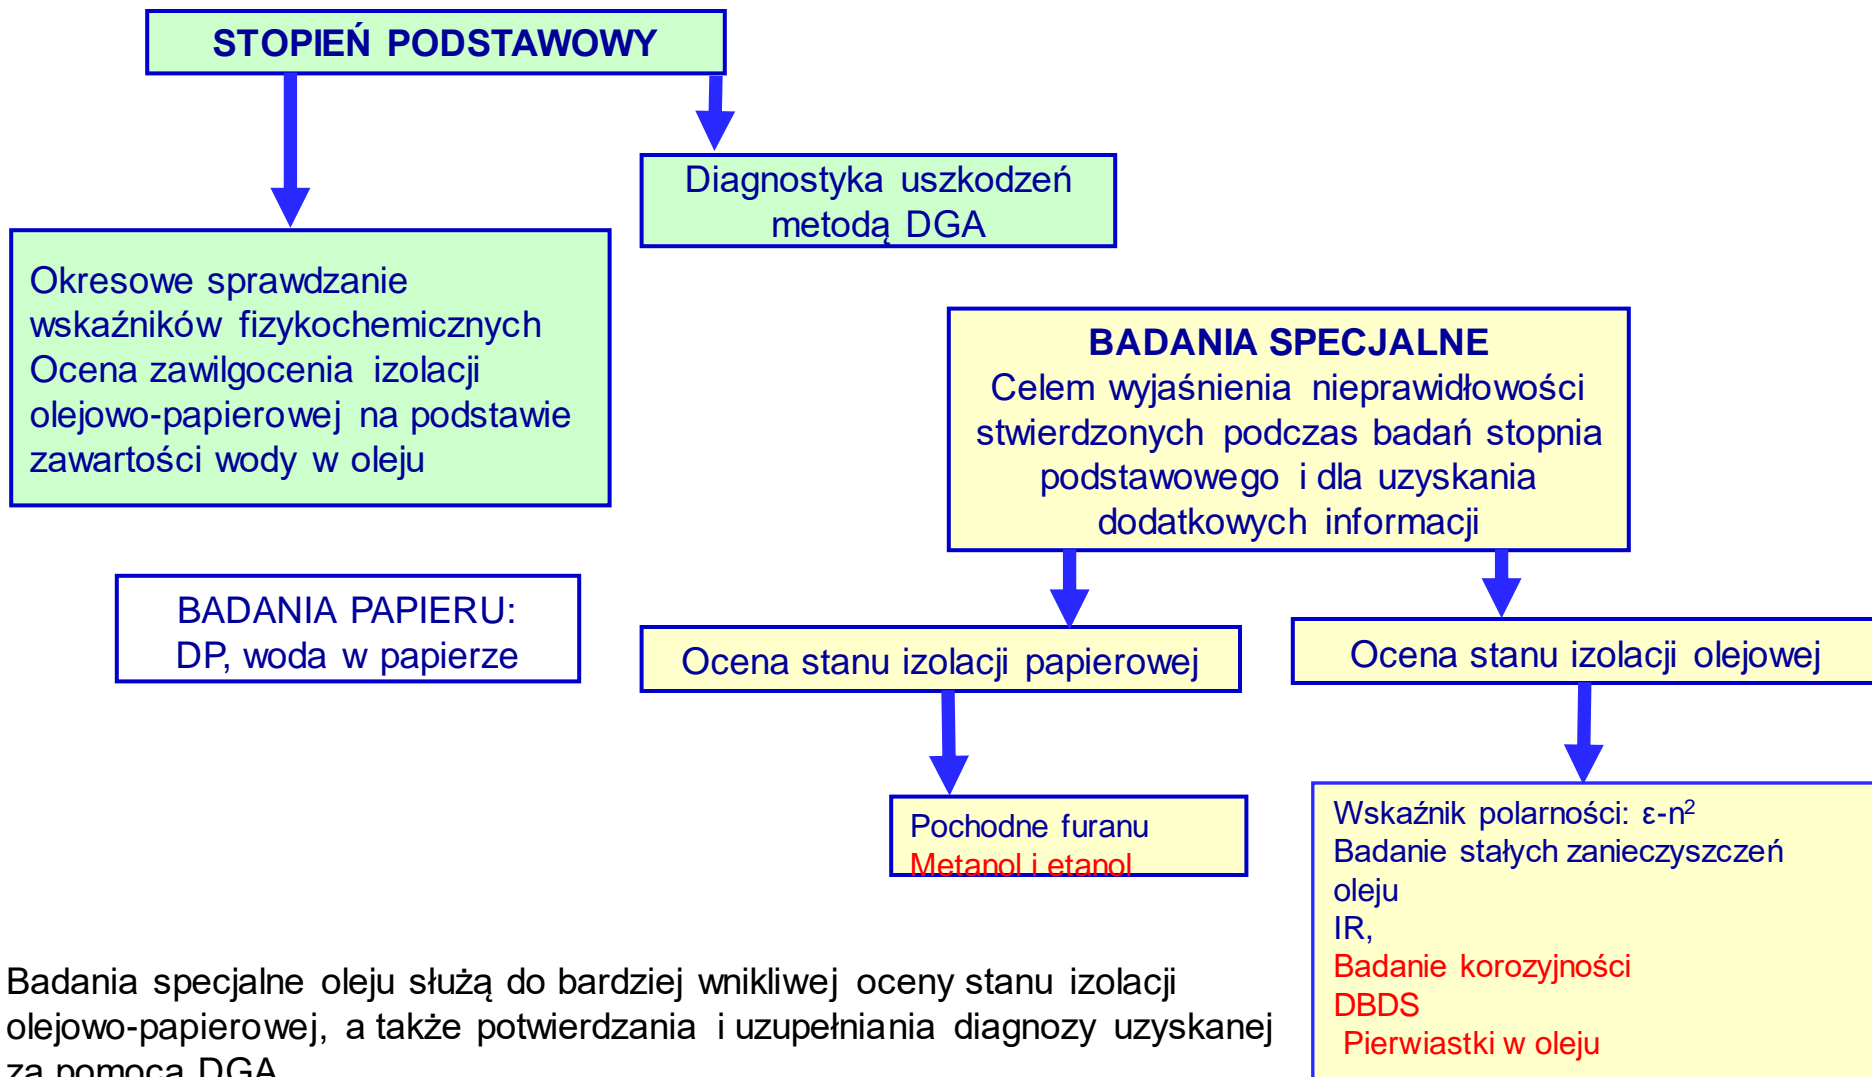 STOPIEŃ PODSTAWOWY
Diagnostyka uszkodzeń
metodą DGA
Okresowe sprawdzanie
wskaźników fizykochemicznych
Ocena zawilgocenia izolacji
olejowo-papierowej na podstawie
zawartości wody w oleju
BADANIA SPECJALNE
Celem wyjaśnienia nieprawidłowości
stwierdzonych podczas badań stopnia
podstawowego i dla uzyskania
dodatkowych informacji
BADANIA PAPIERU:
DP, woda w papierze
Ocena stanu izolacji papierowej
Ocena stanu izolacji olejowej
Pochodne furanu
Metanol i etanol
Wskaźnik polarności: ε-n²
Badanie stałych zanieczyszczeń
oleju
IR,
Badanie korozyjności
DBDS
Pierwiastki w oleju
Badania specjalne oleju służą do bardziej wnikliwej oceny stanu izolacji
olejowo-papierowej, a także potwierdzania i uzupełniania diagnozy uzyskanej
za pomocą DGA